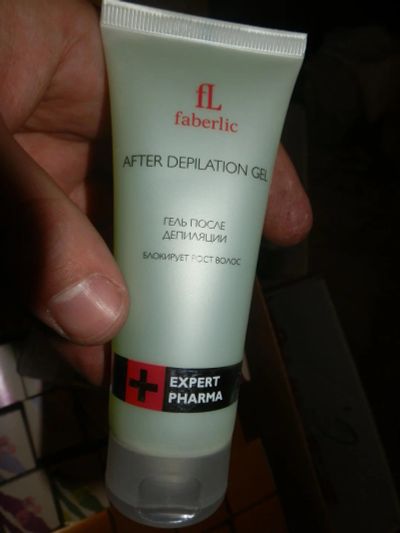 fL
faberlic
AFTER DEPILATION GEL
ГЕЛЬ ПОСЛЕ
ДЕПИЛЯЦИИ
БЛОКИРУЕТ РОСТ ВОЛОС
EXPERT
PHARMA